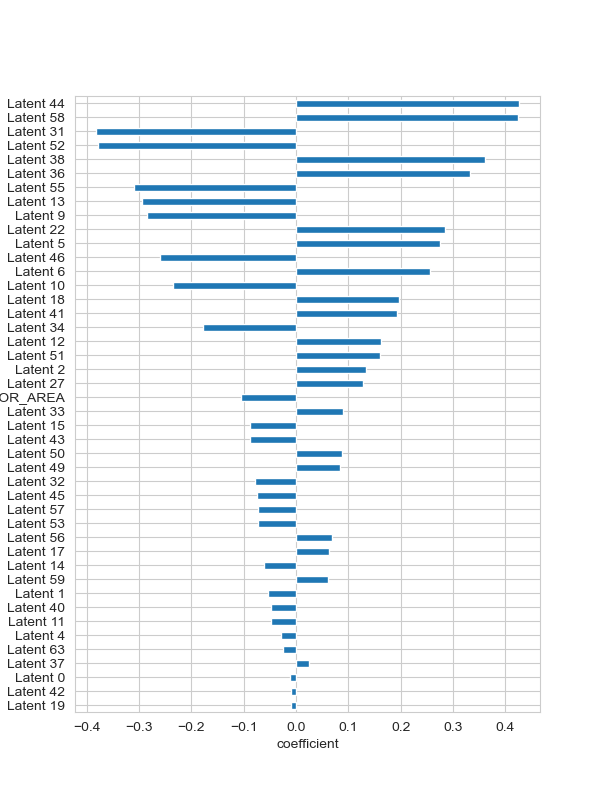 Latent 44
Latent 58
Latent 31
Latent 52
Latent 38
Latent 36
Latent 55
Latent 13
Latent 9
Latent 22
Latent 5
Latent 46
Latent 6
Latent 10
Latent 18
Latent 41
Latent 34
Latent 12
Latent 51
Latent 2
Latent 27
OR_AREA
Latent 33
Latent 15
Latent 43
Latent 50
Latent 49
Latent 32
Latent 45
Latent 57
Latent 53
Latent 56
Latent 17
Latent 14
Latent 59
Latent 1
Latent 40
Latent 11
Latent 4
Latent 63
Latent 37
Latent 0
Latent 42
Latent 19
−0.4 −0.3 −0.2 −0.1 0.0 0.1 0.2 0.3 0.4
coefficient